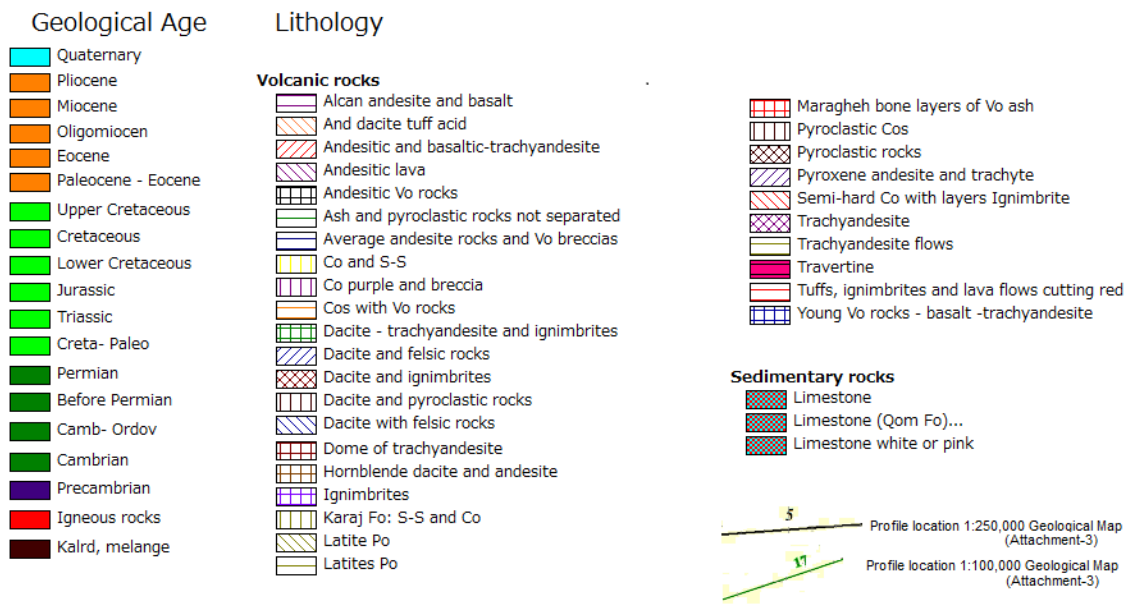 Geological Age
Quaternary
Pliocene
Miocene
Oligomiocen
Eocene
Paleocene - Eocene
Upper Cretaceous
Cretaceous
Lower Cretaceous
Jurassic
Triassic
Creta- Paleo
Permian
Before Permian
Camb- Ordov
Cambrian
Precambrian
Igneous rocks
Kalrd, melange
Lithology
Volcanic rocks
Alcan andesite and basalt
And dacite tuff acid
Andesitic and basaltic-trachyandesite
Andesitic lava
Andesitic Vo rocks
Ash and pyroclastic rocks not separated
Average andesite rocks and Vo breccias
Co and S-S
Co purple and breccia
Cos with Vo rocks
Dacite - trachyandesite and ignimbrites
Dacite and felsic rocks
Dacite and ignimbrites
Dacite and pyroclastic rocks
Dacite with felsic rocks
Dome of trachyandesite
Hornblende dacite and andesite
Ignimbrites
Karaj Fo: S-S and Co
Latite Po
Latites Po
Maragheh bone layers of Vo ash
Pyroclastic Cos
Pyroclastic rocks
Pyroxene andesite and trachyte
Semi-hard Co with layers Ignimbrite
Trachyandesite
Trachyandesite flows
Travertine
Tuffs, ignimbrites and lava flows cutting red
Young Vo rocks - basalt -trachyandesite
Sedimentary rocks
Limestone
Limestone (Qom Fo)...
Limestone white or pink
5
Profile location 1:250,000 Geological Map
(Attachment-3)
17
Profile location 1:100,000 Geological Map
(Attachment-3)